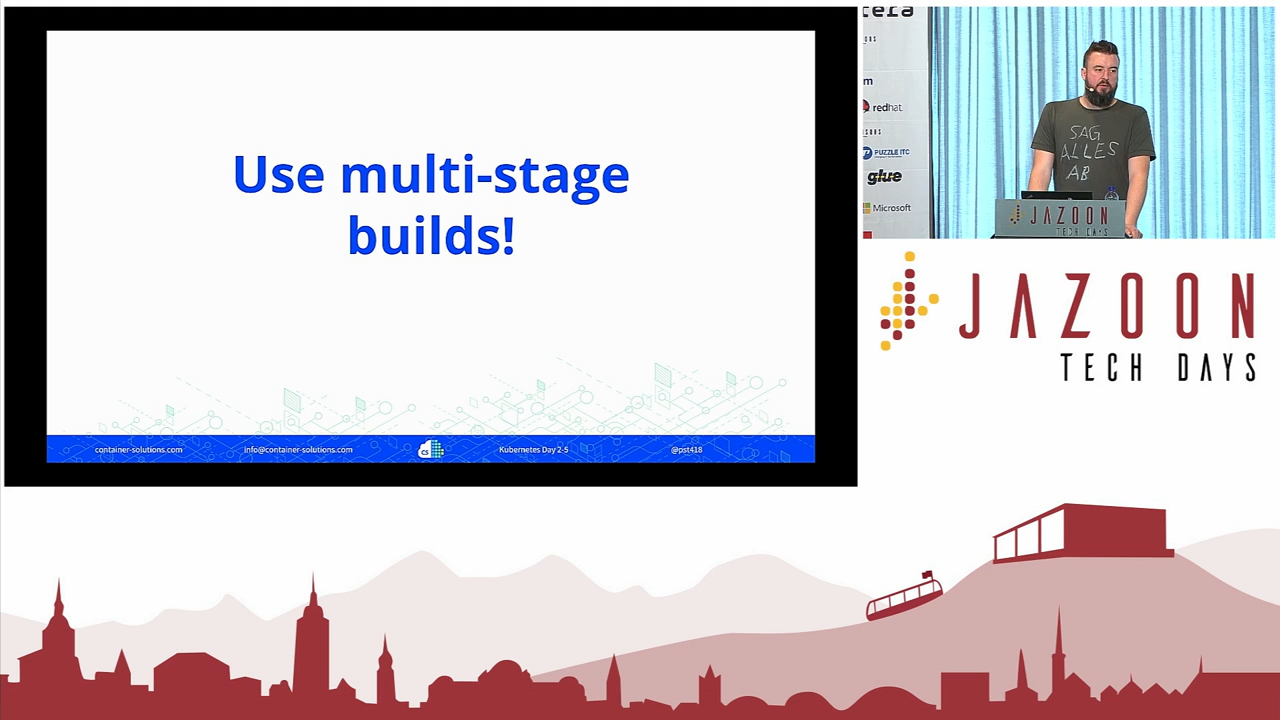 Use multi-stage
builds!
container-solutions.com
info@container-solutions.com
cs
Kubernetes Day 2-5
@pst418
redhat.
PUZZLE ITC
glue
Microsoft
SAG
ALLES
AB
JAZOON
TECH DAYS
JAZOON
TECH DAYS